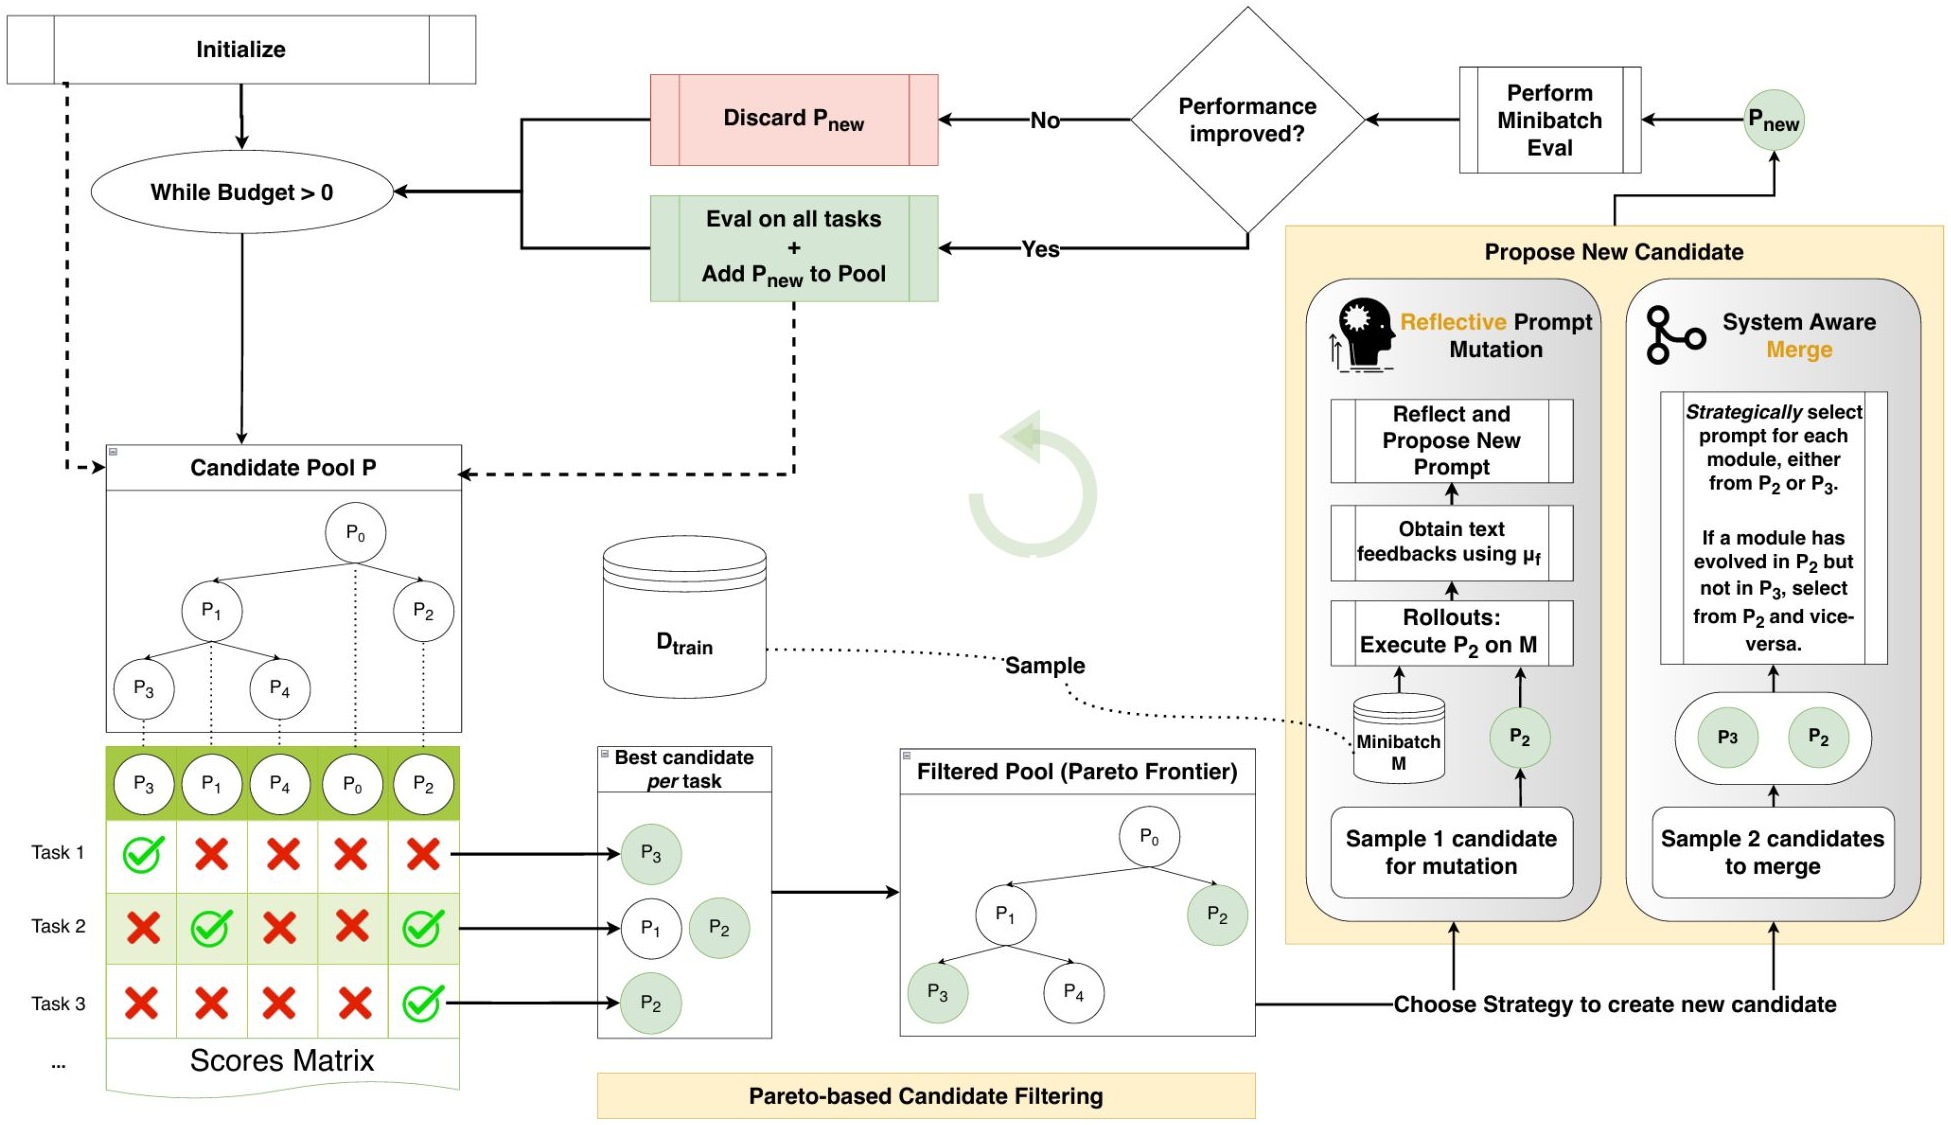 Initialize
While Budget > 0
Discard Pnew
Eval on all tasks
+
Add Pnew to Pool
No
Yes
Performance
improved?
Perform
Minibatch
Eval
Pnew
Candidate Pool P
P0
P1
P2
P3
P4
P3 P1 P4 P0 P2
Task 1
Task 2
Task 3
...
Scores Matrix
Dtrain
Sample
Best candidate
per task
P3
P1 P2
P2
Filtered Pool (Pareto Frontier)
P0
P1
P2
P3
P4
Pareto-based Candidate Filtering
Choose Strategy to create new candidate
Propose New Candidate
Reflective Prompt
Mutation
Reflect and
Propose New
Prompt
Obtain text
feedbacks using μf
Rollouts:
Execute P2 on M
Minibatch
M
P2
Sample 1 candidate
for mutation
System Aware
Merge
Strategically select
prompt for each
module, either
from P2 or P3.
If a module has
evolved in P2 but
not in P3, select
from P2 and vice-
versa.
P3 P2
Sample 2 candidates
to merge